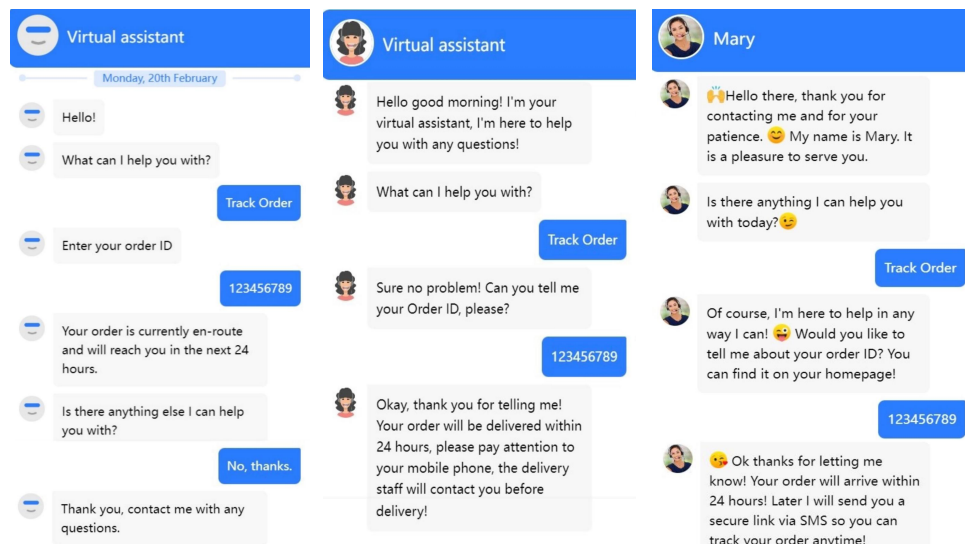 Virtual assistant
Monday, 20th February
Hello!
What can I help you with?
Track Order
Enter your order ID
123456789
Your order is currently en-route
and will reach you in the next 24
hours.
Is there anything else I can help
you with?
No, thanks.
Thank you, contact me with any
questions.
Virtual assistant
Hello good morning! I'm your
virtual assistant, I'm here to help
you with any questions!
What can I help you with?
Track Order
Sure no problem! Can you tell me
your Order ID, please?
123456789
Okay, thank you for telling me!
Your order will be delivered within
24 hours, please pay attention to
your mobile phone, the delivery
staff will contact you before
delivery!
Mary
🙌Hello there, thank you for
contacting me and for your
patience. 😊 My name is Mary. It
is a pleasure to serve you.
Is there anything I can help you
with today?😉
Track Order
Of course, I'm here to help in any
way I can! 😜 Would you like to
tell me about your order ID? You
can find it on your homepage!
123456789
😘 Ok thanks for letting me
know! Your order will arrive within
24 hours! Later I will send you a
secure link via SMS so you can
track your order anytime!